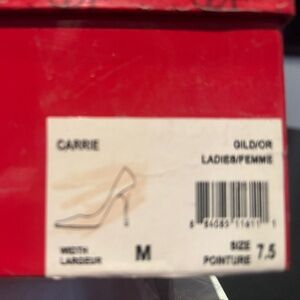 CARRIE
GILD/OR
LADIES/FEMME
WIDTH
LARGEUR
M
SIZE
POINTURE
7.5